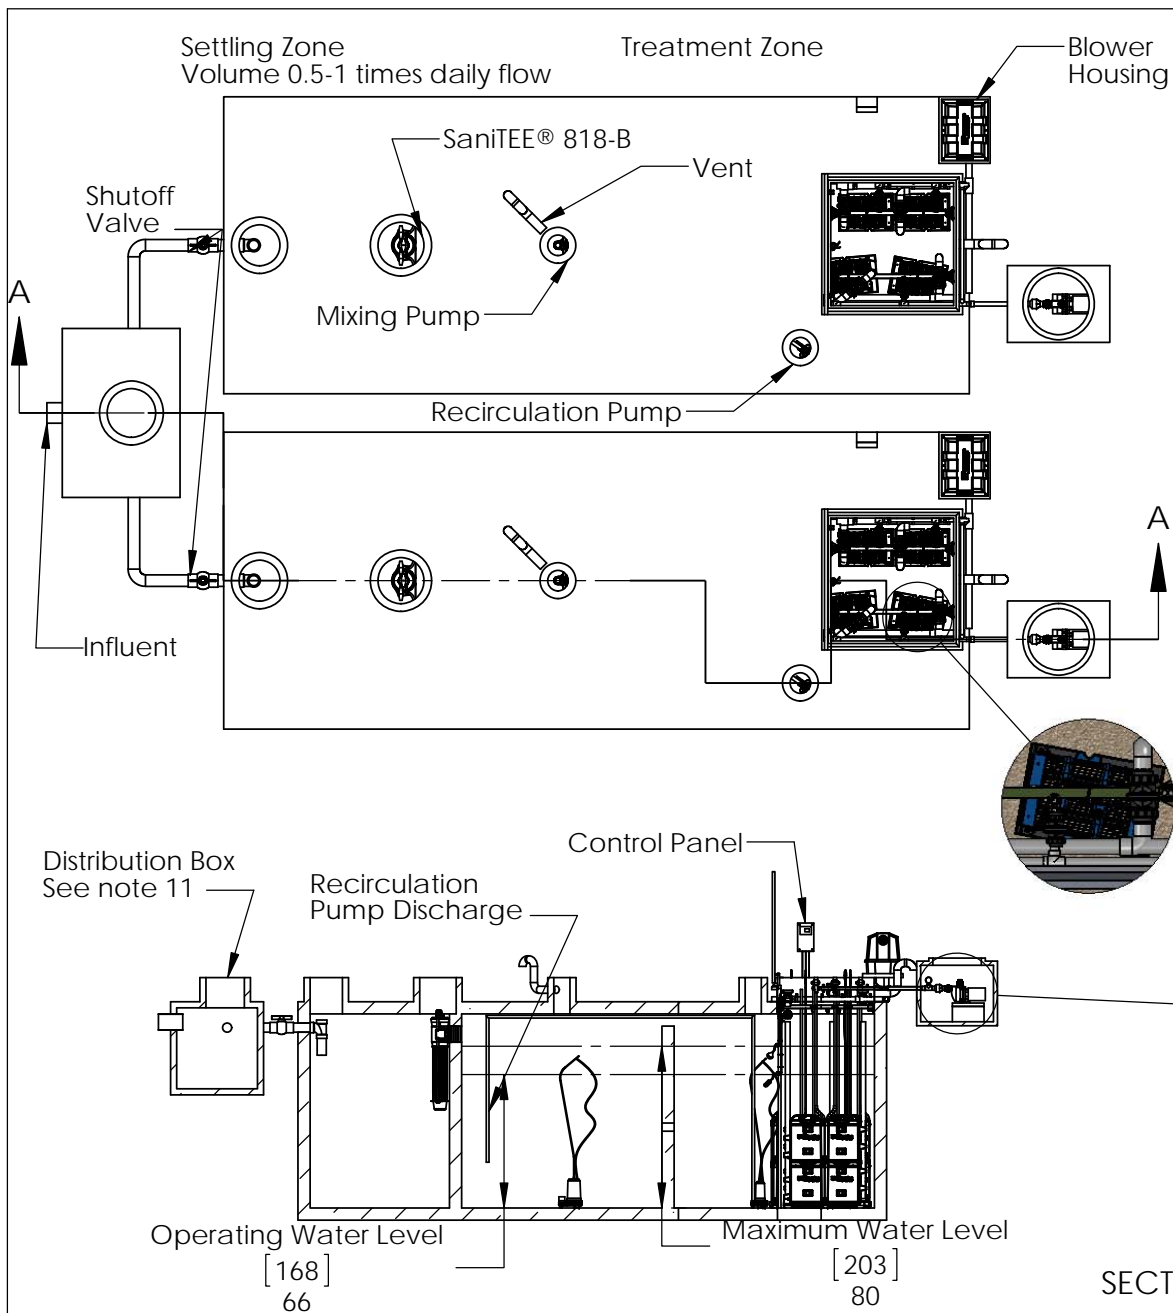 Settling Zone
Volume 0.5-1 times daily flow
Treatment Zone
Blower
Housing
SaniTEE® 818-B
Vent
Shutoff
Valve
A
Mixing Pump
Recirculation Pump
A
Influent
Control Panel
Distribution Box
See note 11
Recirculation
Pump Discharge
Operating Water Level
[168]
66
Maximum Water Level
[203]
80
SECT